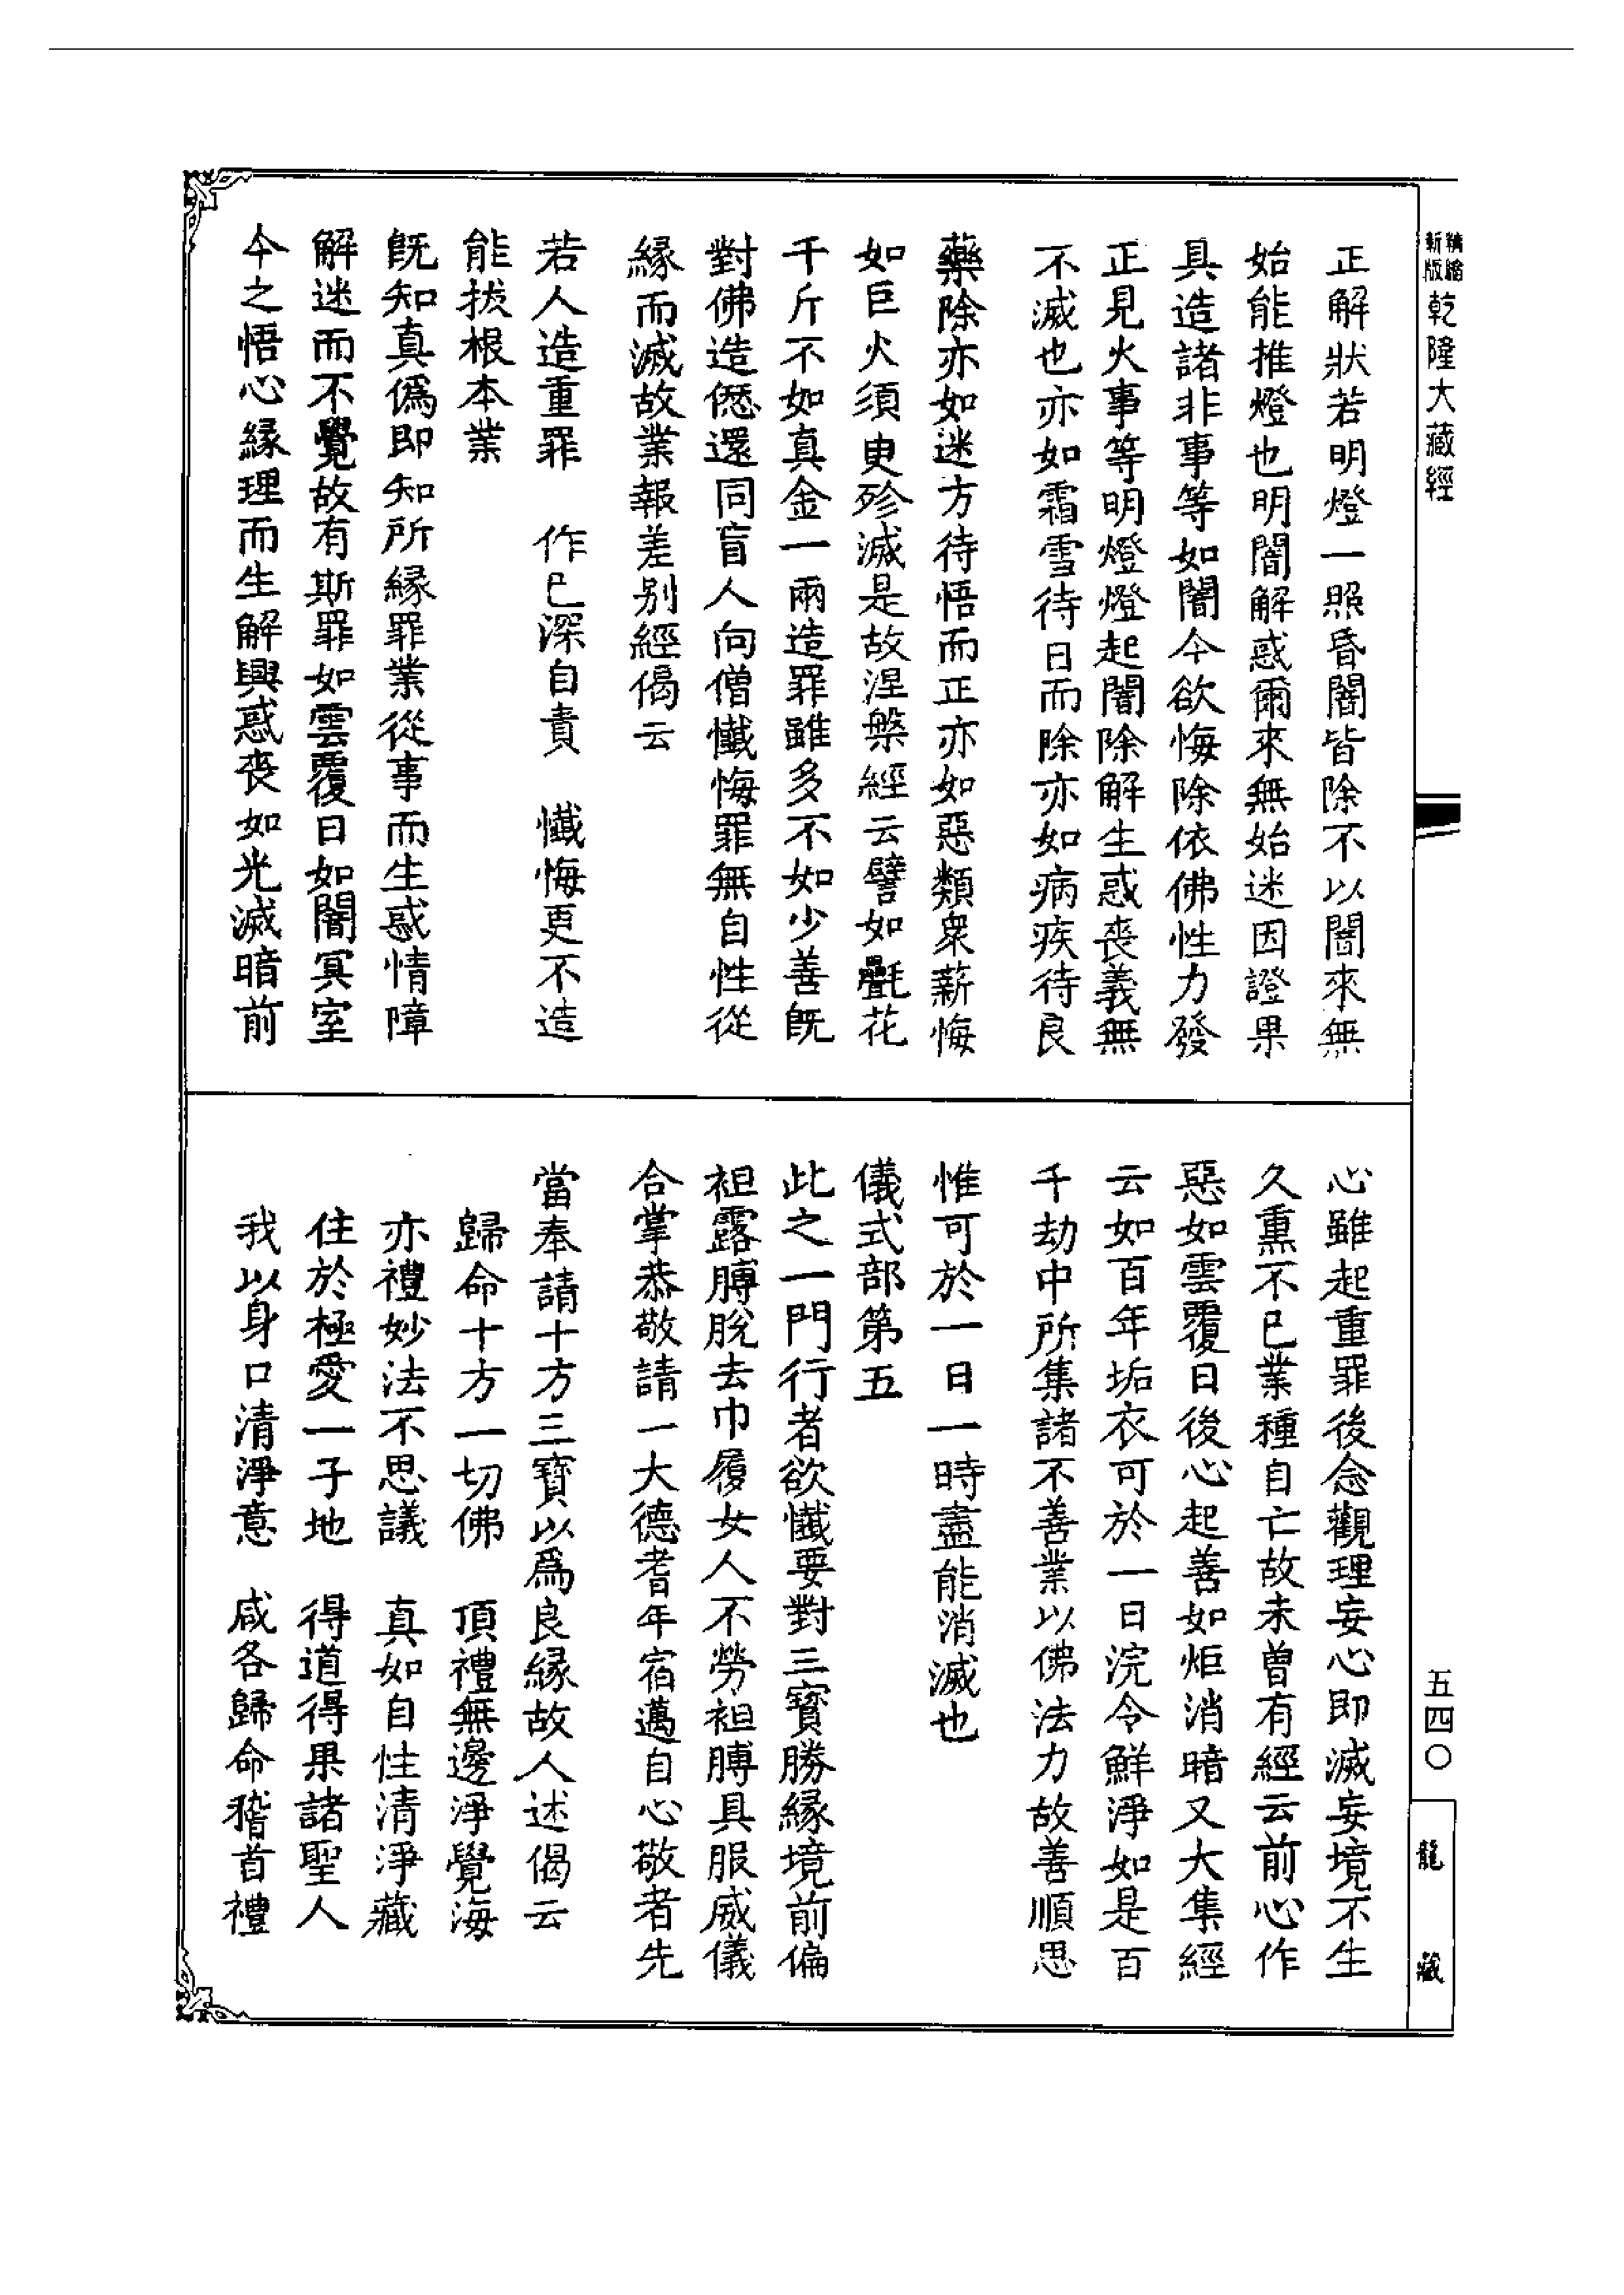 精縮
新版
乾隆大藏經
正解狀若明燈一照昏闇皆除不以闇來無
始能推燈也明闇解惑爾來無始迷因證果
具造諸非事等如闇今欲悔除依佛性力發
正見火事等明燈燈起闇除解生惑喪義無
不滅也亦如霜雪待日而除亦如病疾待良
藥除亦如迷方待悟而正亦如惡類衆薪悔
如巨火須臾殄滅是故涅槃經云譬如㲲花
千斤不如真金一兩造罪雖多不如少善既
對佛造愆還同盲人向僧懺悔罪無自性從
緣而滅故業報差别經偈云
若人造重罪　作已深自責　懺悔更不造
能拔根本業
既知真僞即知所緣罪業從事而生惑情障
解迷而不覺故有斯罪如雲覆日如闇冥室
今之悟心緣理而生解興惑喪如光滅暗前
心雖起重罪後念觀理妄心即滅妄境不生
久熏不已業種自亡故未曾有經云前心作
惡如雲覆日後心起善如炬消暗又大集經
云如百年垢衣可於一日浣令鮮淨如是百
千劫中所集諸不善業以佛法力故善順思
惟可於一日一時盡能消滅也
儀式部第五
此之一門行者欲懺要對三寶勝緣境前偏
袒露膊脫去巾履女人不勞袒膊具服威儀
合掌恭敬請一大德耆年宿邁自心敬者先
當奉請十方三寶以爲良緣故人述偈云
歸命十方一切佛　頂禮無邊淨覺海
亦禮妙法不思議　真如自性清淨藏
住於極愛一子地　得道得果諸聖人
我以身口清淨意　咸各歸命稽首禮
五四〇
龍藏